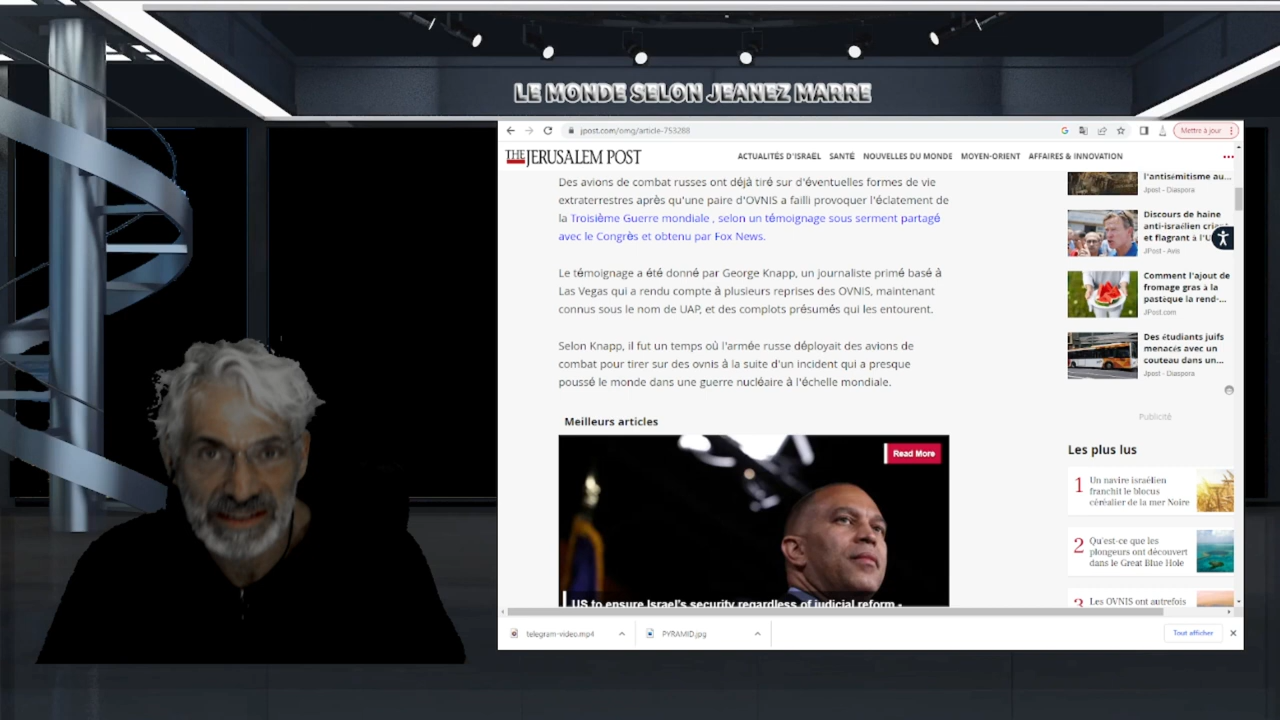 LE MONDE SELON JEANEZ MARRE
jpost.com/omg/article-753288
Mettre à jour
THE JERUSALEM POST
ACTUALITÉS D'ISRAËL SANTÉ NOUVELLES DU MONDE MOYEN-ORIENT AFFAIRES & INNOVATION
Des avions de combat russes ont déjà tiré sur d'éventuelles formes de vie
extraterrestres après qu'une paire d'OVNIS a failli provoquer l'éclatement de
la Troisième Guerre mondiale , selon un témoignage sous serment partagé
avec le Congrès et obtenu par Fox News.
Le témoignage a été donné par George Knapp, un journaliste primé basé à
Las Vegas qui a rendu compte à plusieurs reprises des OVNIS, maintenant
connus sous le nom de UAP, et des complots présumés qui les entourent.
Selon Knapp, il fut un temps où l'armée russe déployait des avions de
combat pour tirer sur des ovnis à la suite d'un incident qui a presque
poussé le monde dans une guerre nucléaire à l'échelle mondiale.
Meilleurs articles
Read More
US to ensure Israel's security regardless of judicial reform -
l'antisémitisme au...
Jpost - Diaspora
Discours de haine
anti-israélien
et flagrant à
JPost - Avis
Comment l'ajout de
fromage gras à la
pastèque la rend-...
JPost.com
Des étudiants juifs
menacés avec un
couteau dans un...
Jpost - Diaspora
Publicité
Les plus lus
1 Un navire israélien
franchit le blocus
céréalier de la mer Noire
2 Qu'est-ce que les
plongeurs ont découvert
dans le Great Blue Hole
3 Les OVNIS ont autrefois
telegram-video.mp4
PYRAMID.jpg
Tout afficher